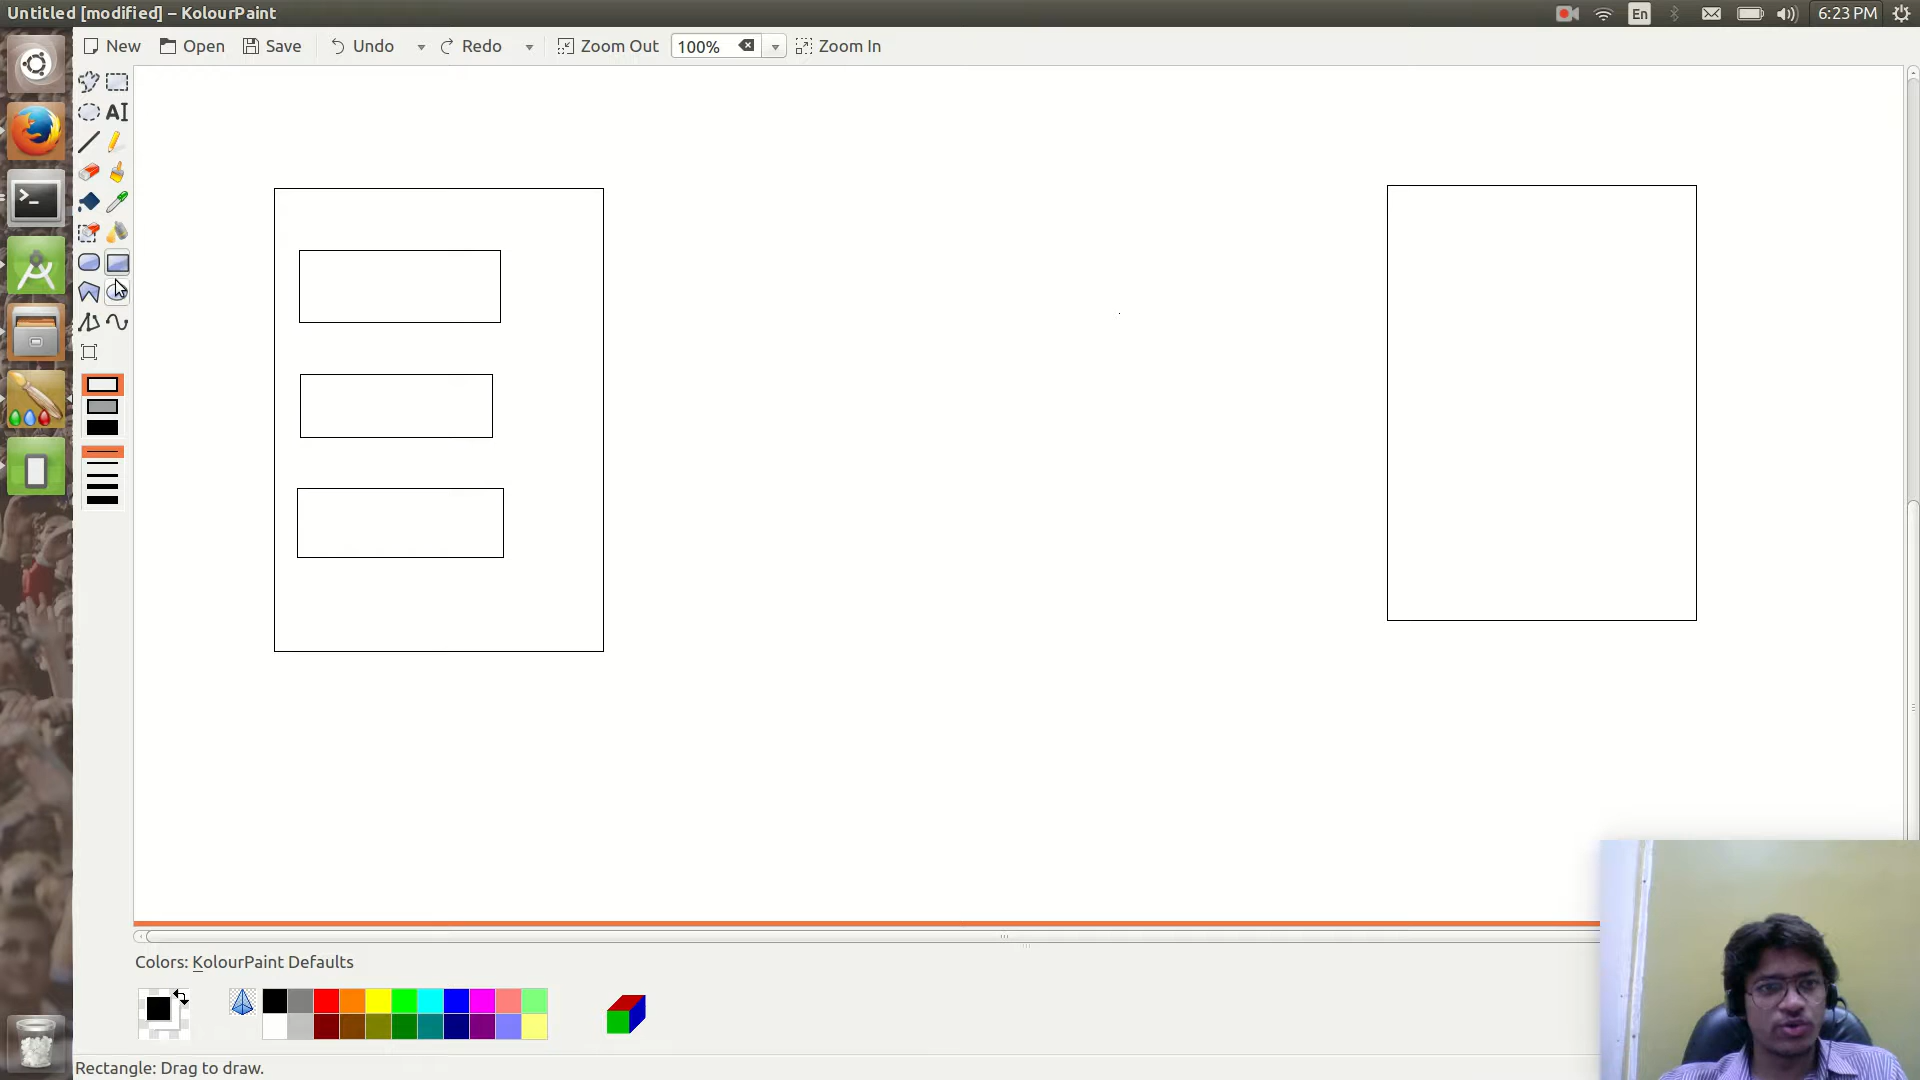 Untitled [modified] – KolourPaint
En
6:23 PM
New
Open
Save
Undo
Redo
Zoom Out
100%
Zoom In
AI
>_
Colors: KolourPaint Defaults
Rectangle: Drag to draw.